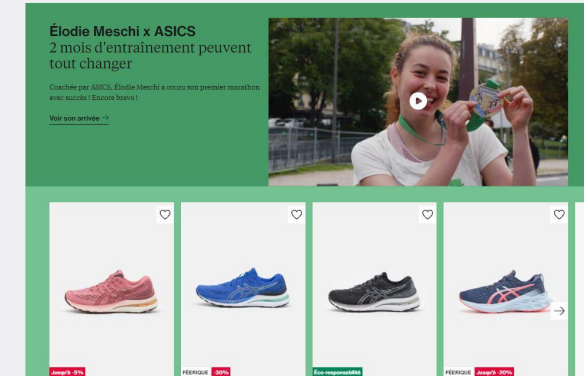 Élodie Meschi x ASICS
2 mois d'entraînement peuvent
tout changer
Coachée par ASICS, Élodie Meschi a couru son premier marathon
avec succès ! Encore bravo !
Voir son arrivée →
Jusqu'à -5%
FÉERIQUE -30%
Éco-responsabilité
FÉERIQUE Jusqu'à -20%